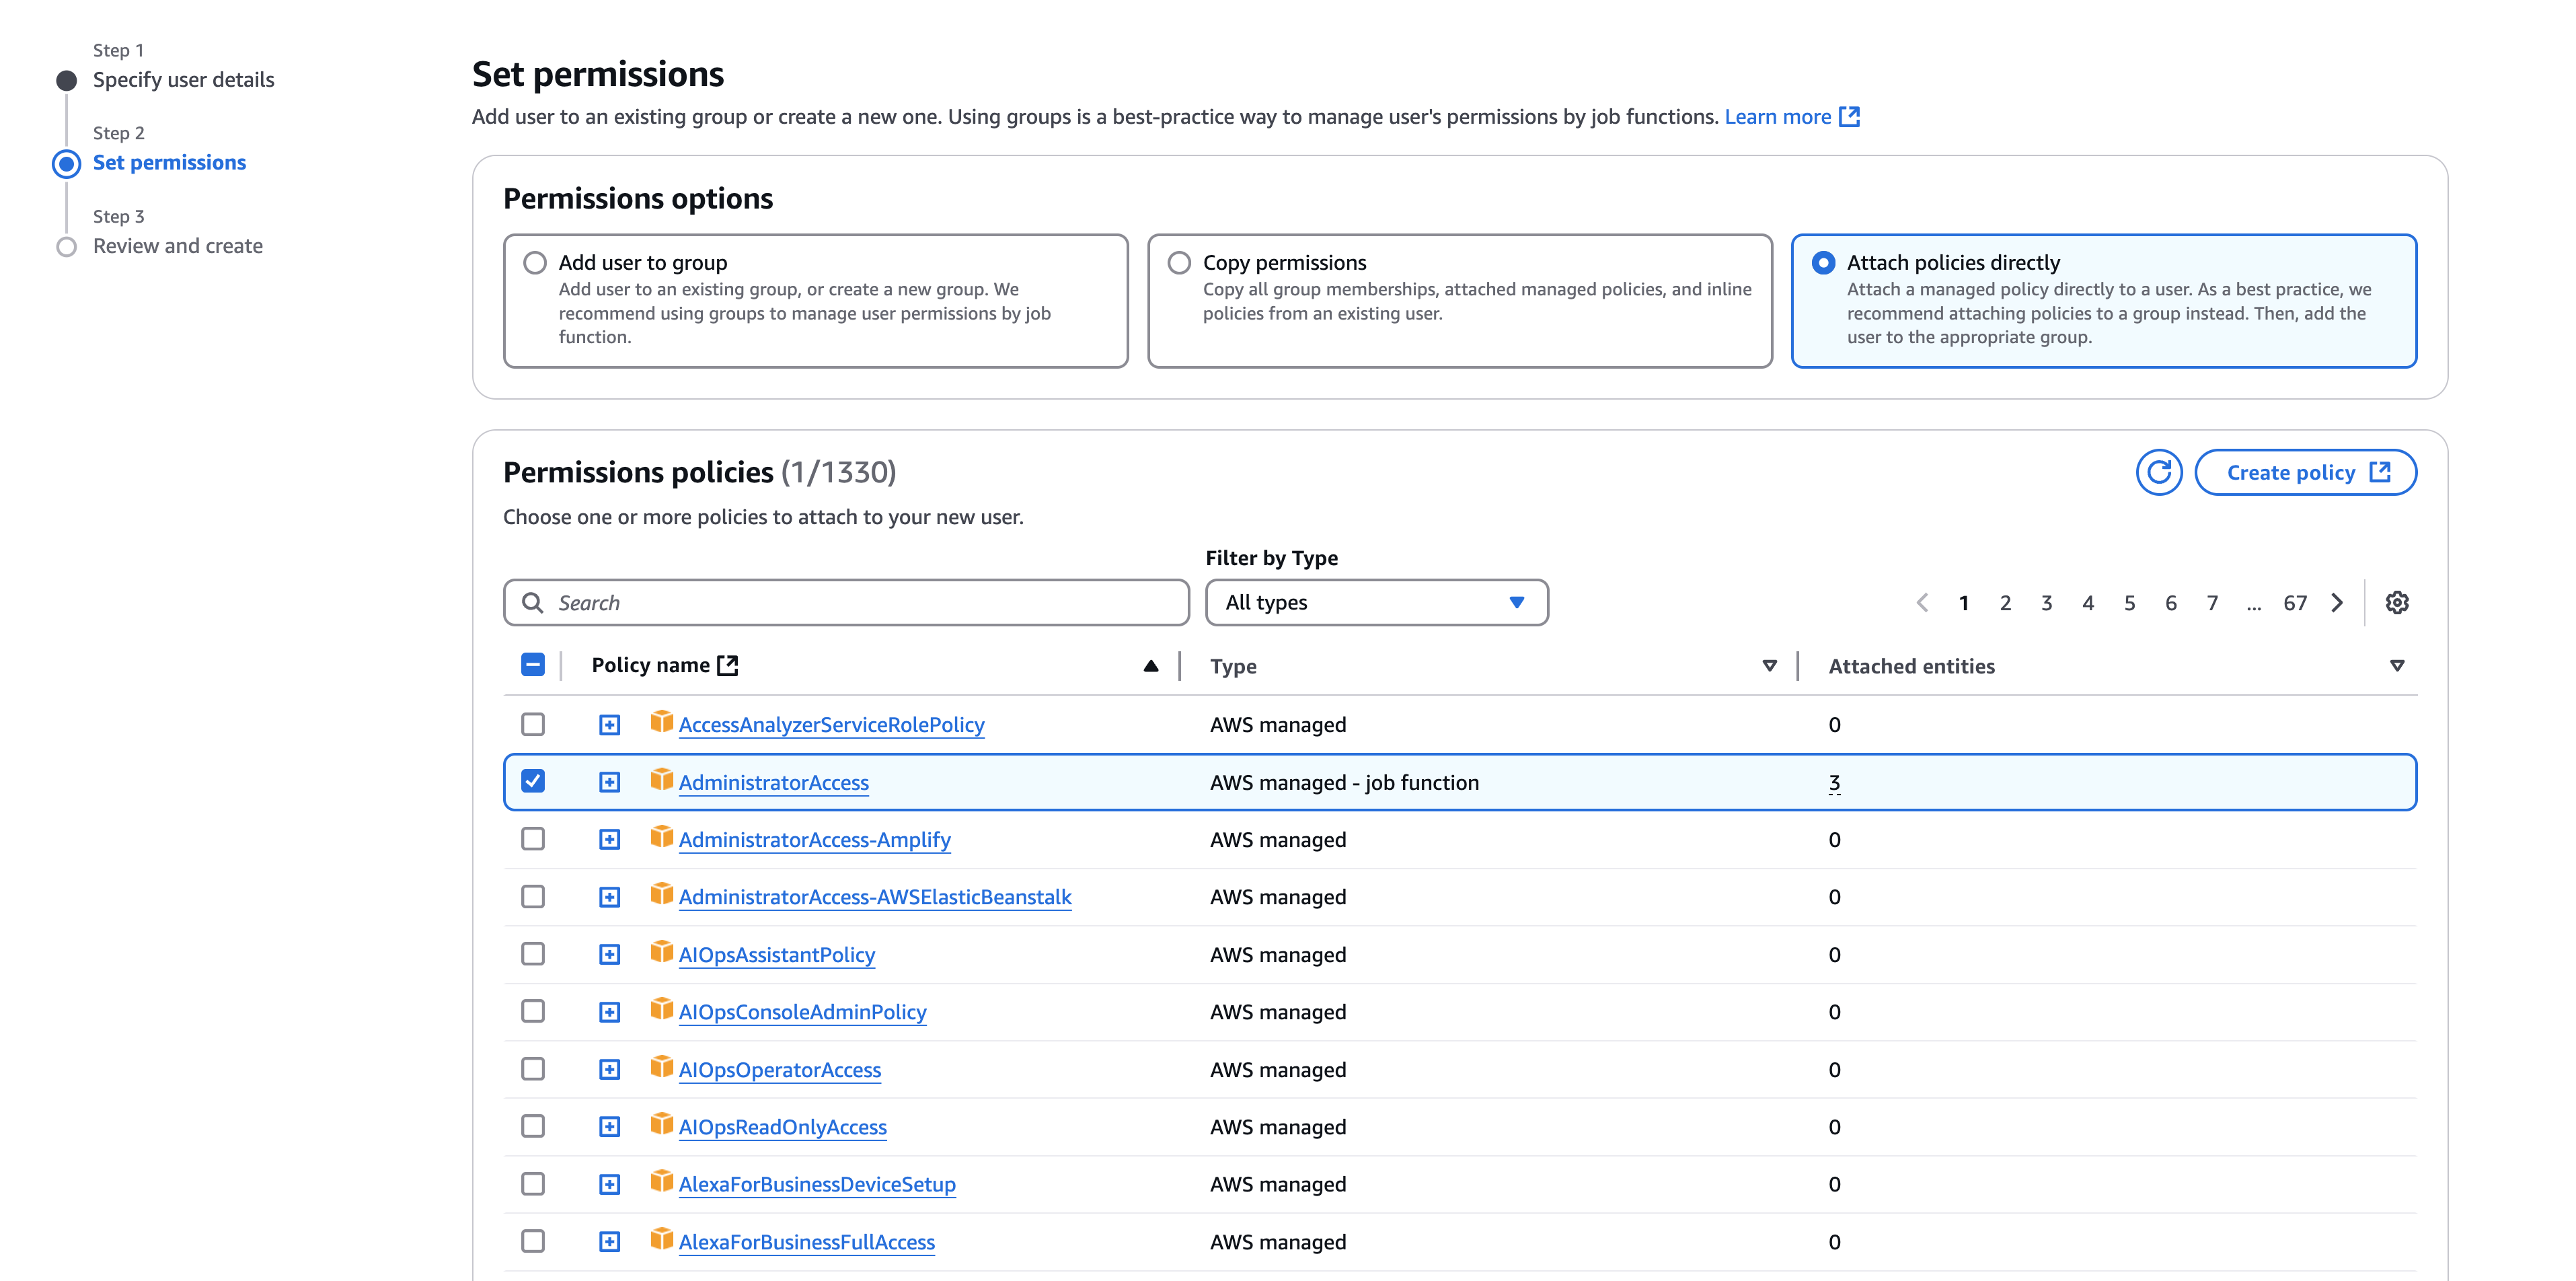 Step 1
Specify user details
Step 2
Set permissions
Step 3
Review and create
Set permissions
Add user to an existing group or create a new one. Using groups is a best-practice way to manage user's permissions by job functions. Learn more
Permissions options
Add user to group
Add user to an existing group, or create a new group. We
recommend using groups to manage user permissions by job
function.
Copy permissions
Copy all group memberships, attached managed policies, and inline
policies from an existing user.
Attach policies directly
Attach a managed policy directly to a user. As a best practice, we
recommend attaching policies to a group instead. Then, add the
user to the appropriate group.
Permissions policies (1/1330)
Create policy
Choose one or more policies to attach to your new user.
Filter by Type
Search
All types
1 2 3 4 5 6 7 ... 67
Policy name Type Attached entities
AccessAnalyzerServiceRolePolicy AWS managed 0
AdministratorAccess AWS managed - job function 3
AdministratorAccess-Amplify AWS managed 0
AdministratorAccess-AWSElasticBeanstalk AWS managed 0
AIOpsAssistantPolicy AWS managed 0
AIOpsConsoleAdminPolicy AWS managed 0
AIOpsOperatorAccess AWS managed 0
AIOpsReadOnlyAccess AWS managed 0
AlexaForBusinessDeviceSetup AWS managed 0
AlexaForBusinessFullAccess AWS managed 0